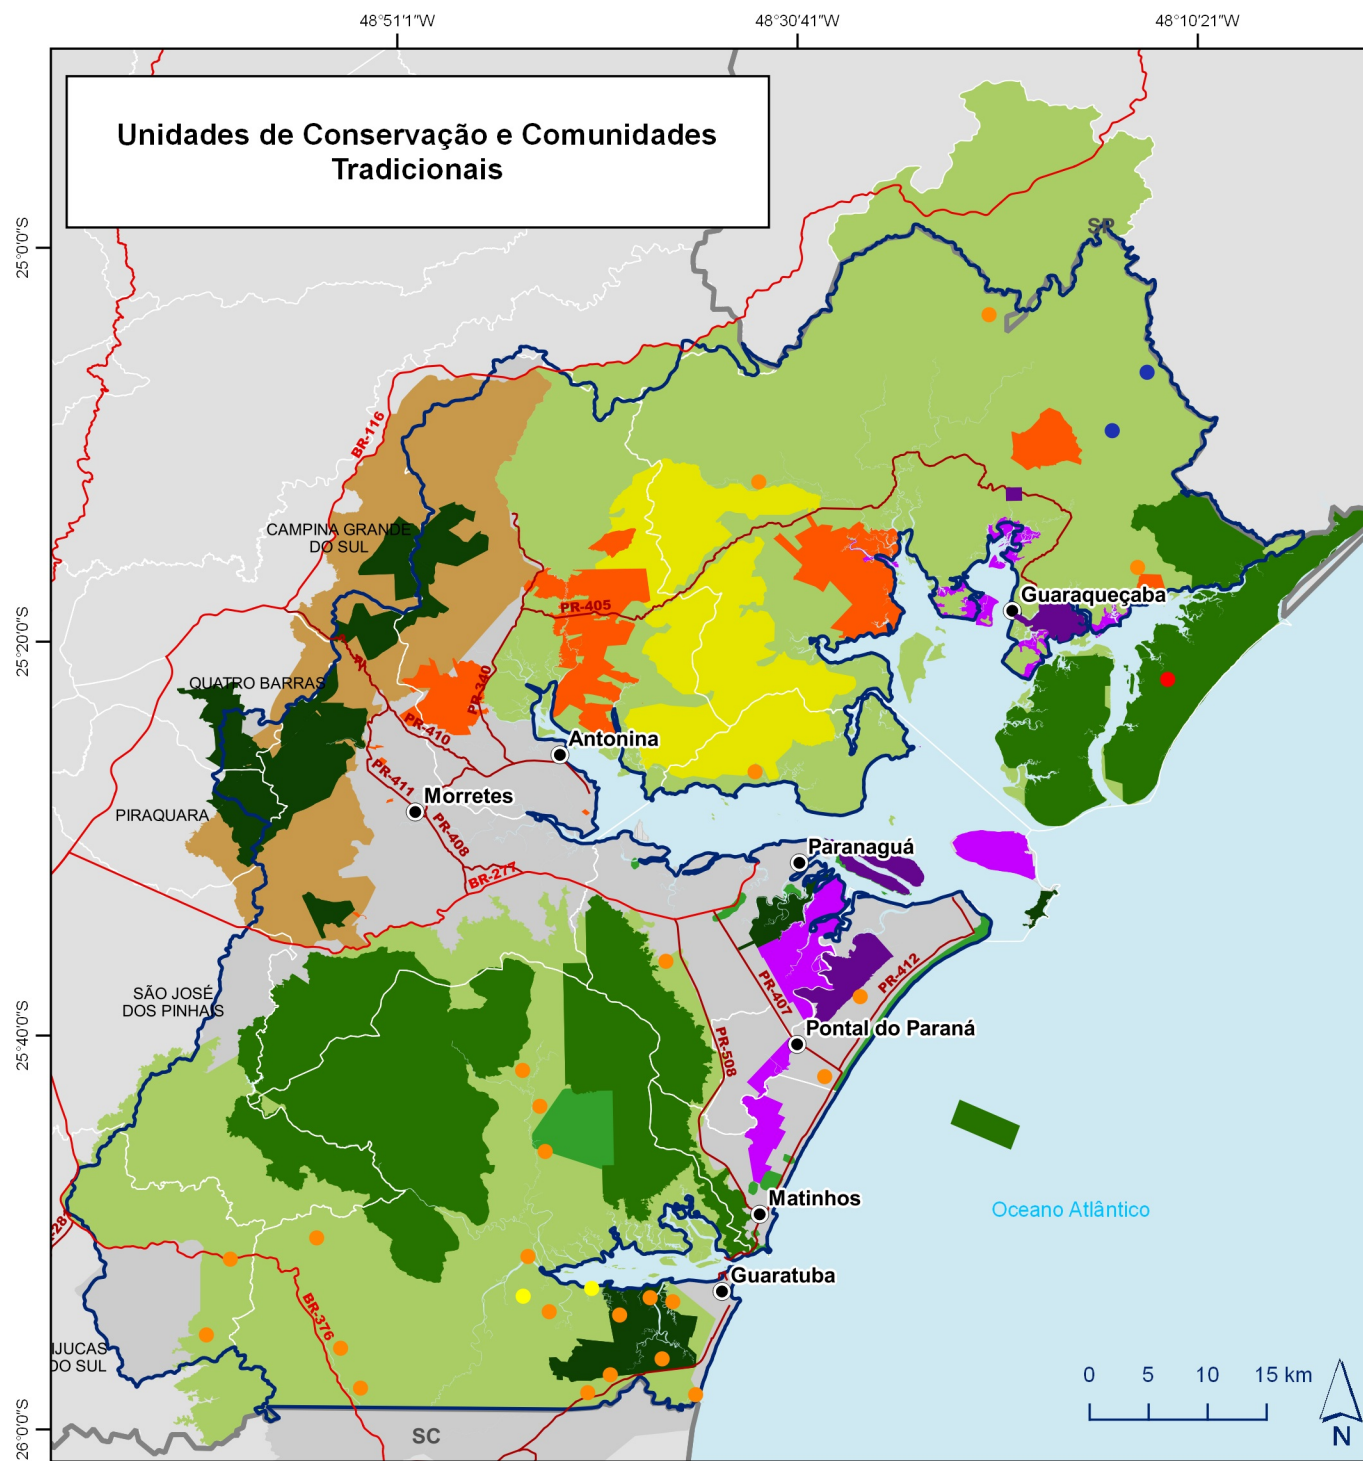 48°51'1"W
48°30'41"W
48°10'21"W
Unidades de Conservação e Comunidades
Tradicionais
25°0'0"S
SP
BR-116
CAMPINA GRANDE
DO SUL
PR-405
Guaraqueçaba
25°20'0"S
QUATRO BARRAS
PR-340
PR-410
Antonina
PR-411
Morretes
PIRAQUARA
PR-408
Paranaguá
BR-277
PR-412
PR-407
SÃO JOSÉ
DOS PINHAIS
Pontal do Paraná
25°40'0"S
PR-508
Matinhos
Oceano Atlântico
-281
Guaratuba
BR-376
IJUCAS
DO SUL
0 5 10 15 km
26°0'0"S
SC
N